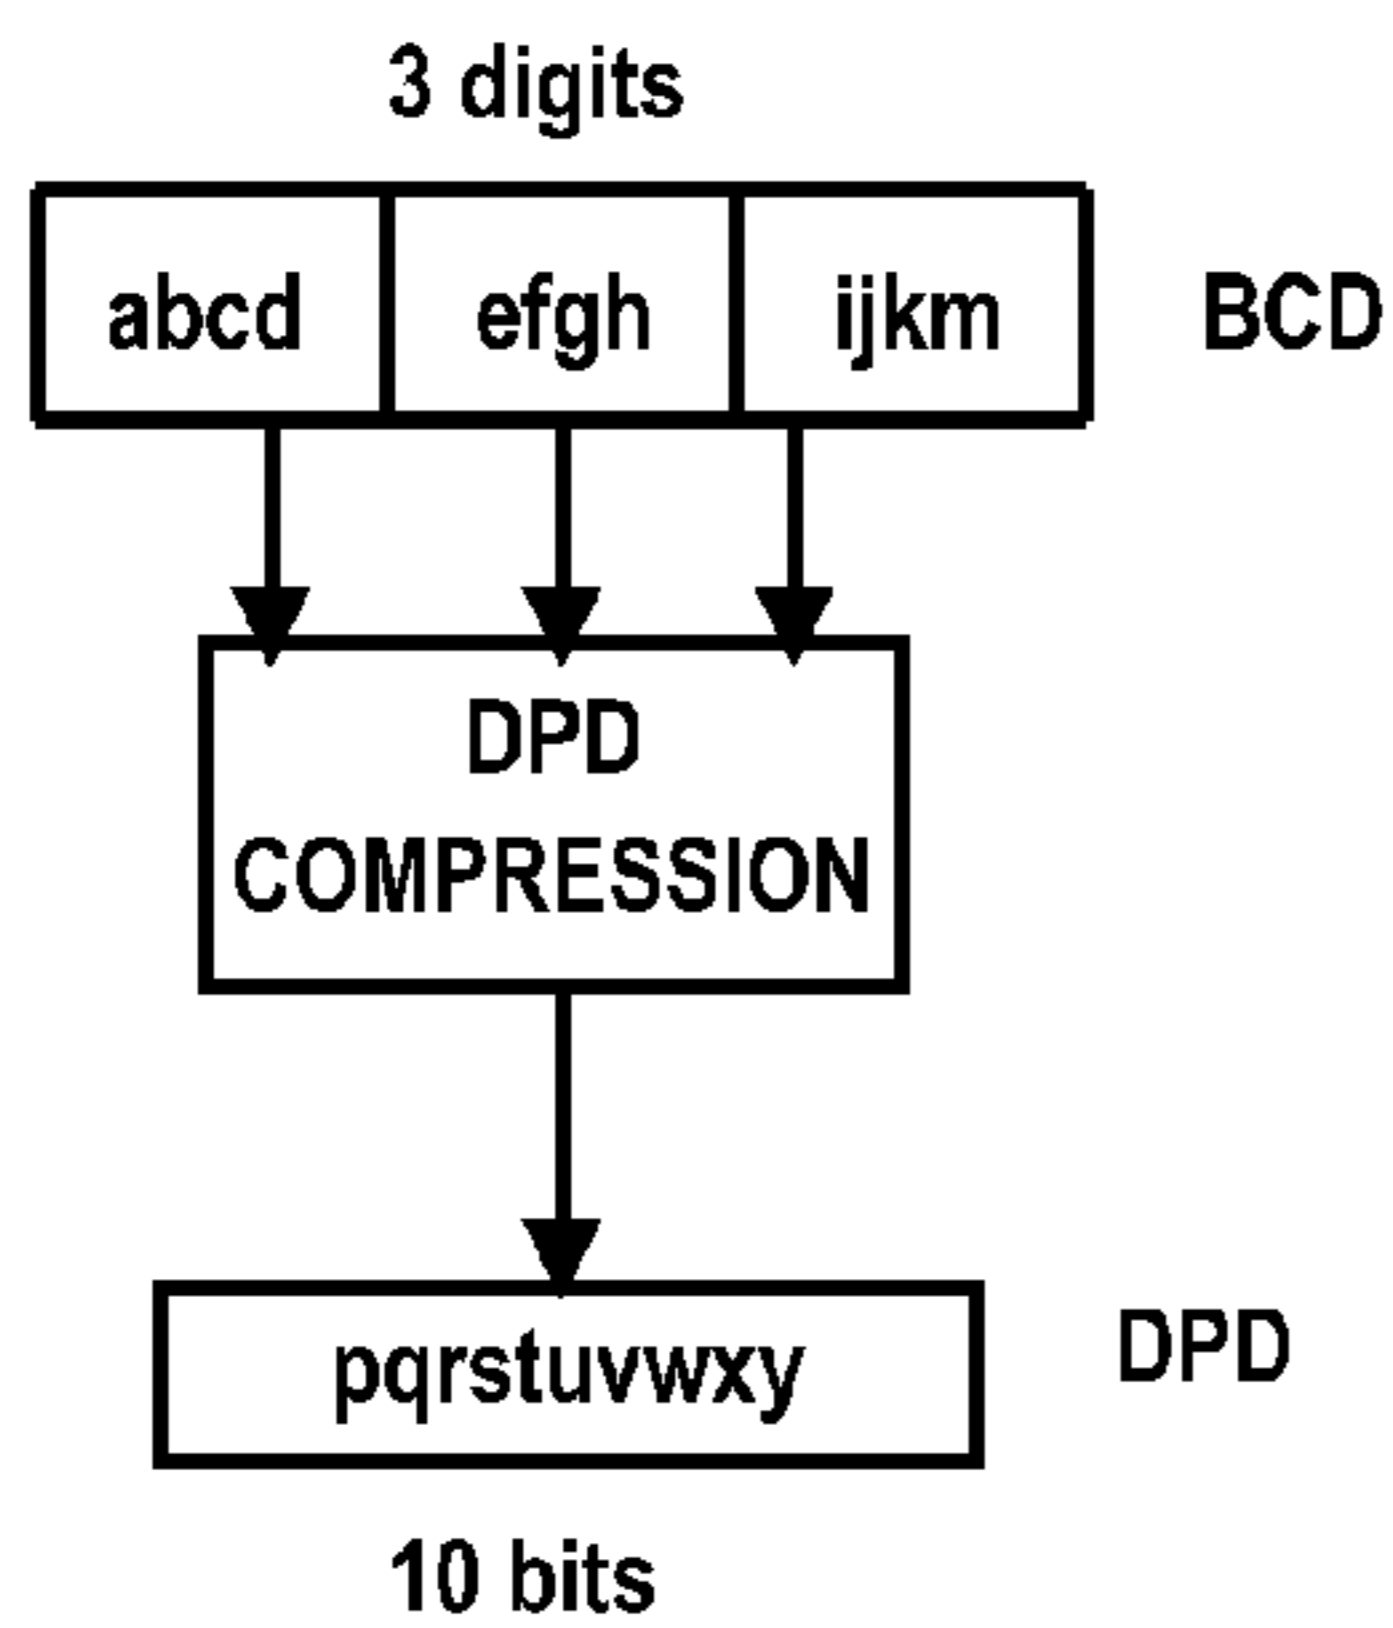 3 digits
abcd efgh ijkm BCD
DPD
COMPRESSION
pqrstuvwxy DPD
10 bits